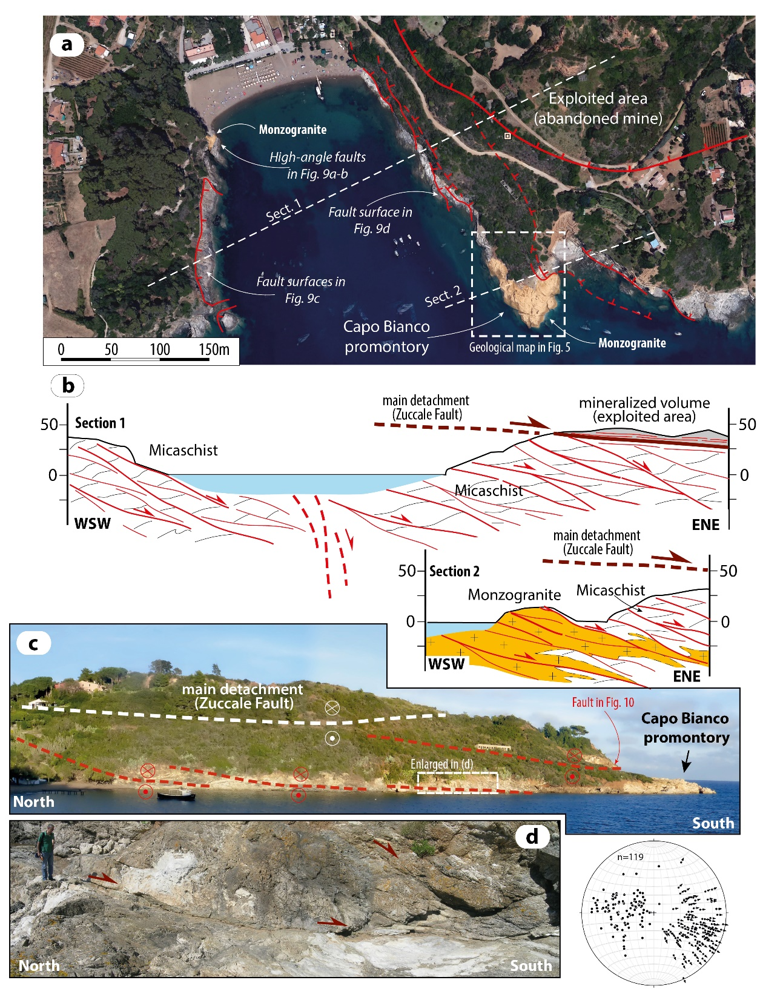 a
Exploited area
(abandoned mine)
Monzogranite
High-angle faults
in Fig. 9a-b
Sect. 1
Fault surface in
Fig. 9d
Fault surfaces in
Fig. 9c
Sect. 2
Capo Bianco
promontory
Geological map in Fig. 5
Monzogranite
0 50 100 150m
b
50
Section 1
Micaschist
0
WSW
main detachment
(Zuccale Fault)
mineralized volume
(exploited area)
50
0
Micaschist
ENE
main detachment
(Zuccale Fault)
50
Section 2
50
Monzogranite
Micaschist
0
0
WSW
ENE
c
main detachment
(Zuccale Fault)
Fault in Fig. 10
Capo Bianco
promontory
Enlarged in (d)
North
South
d
North
South
n=119